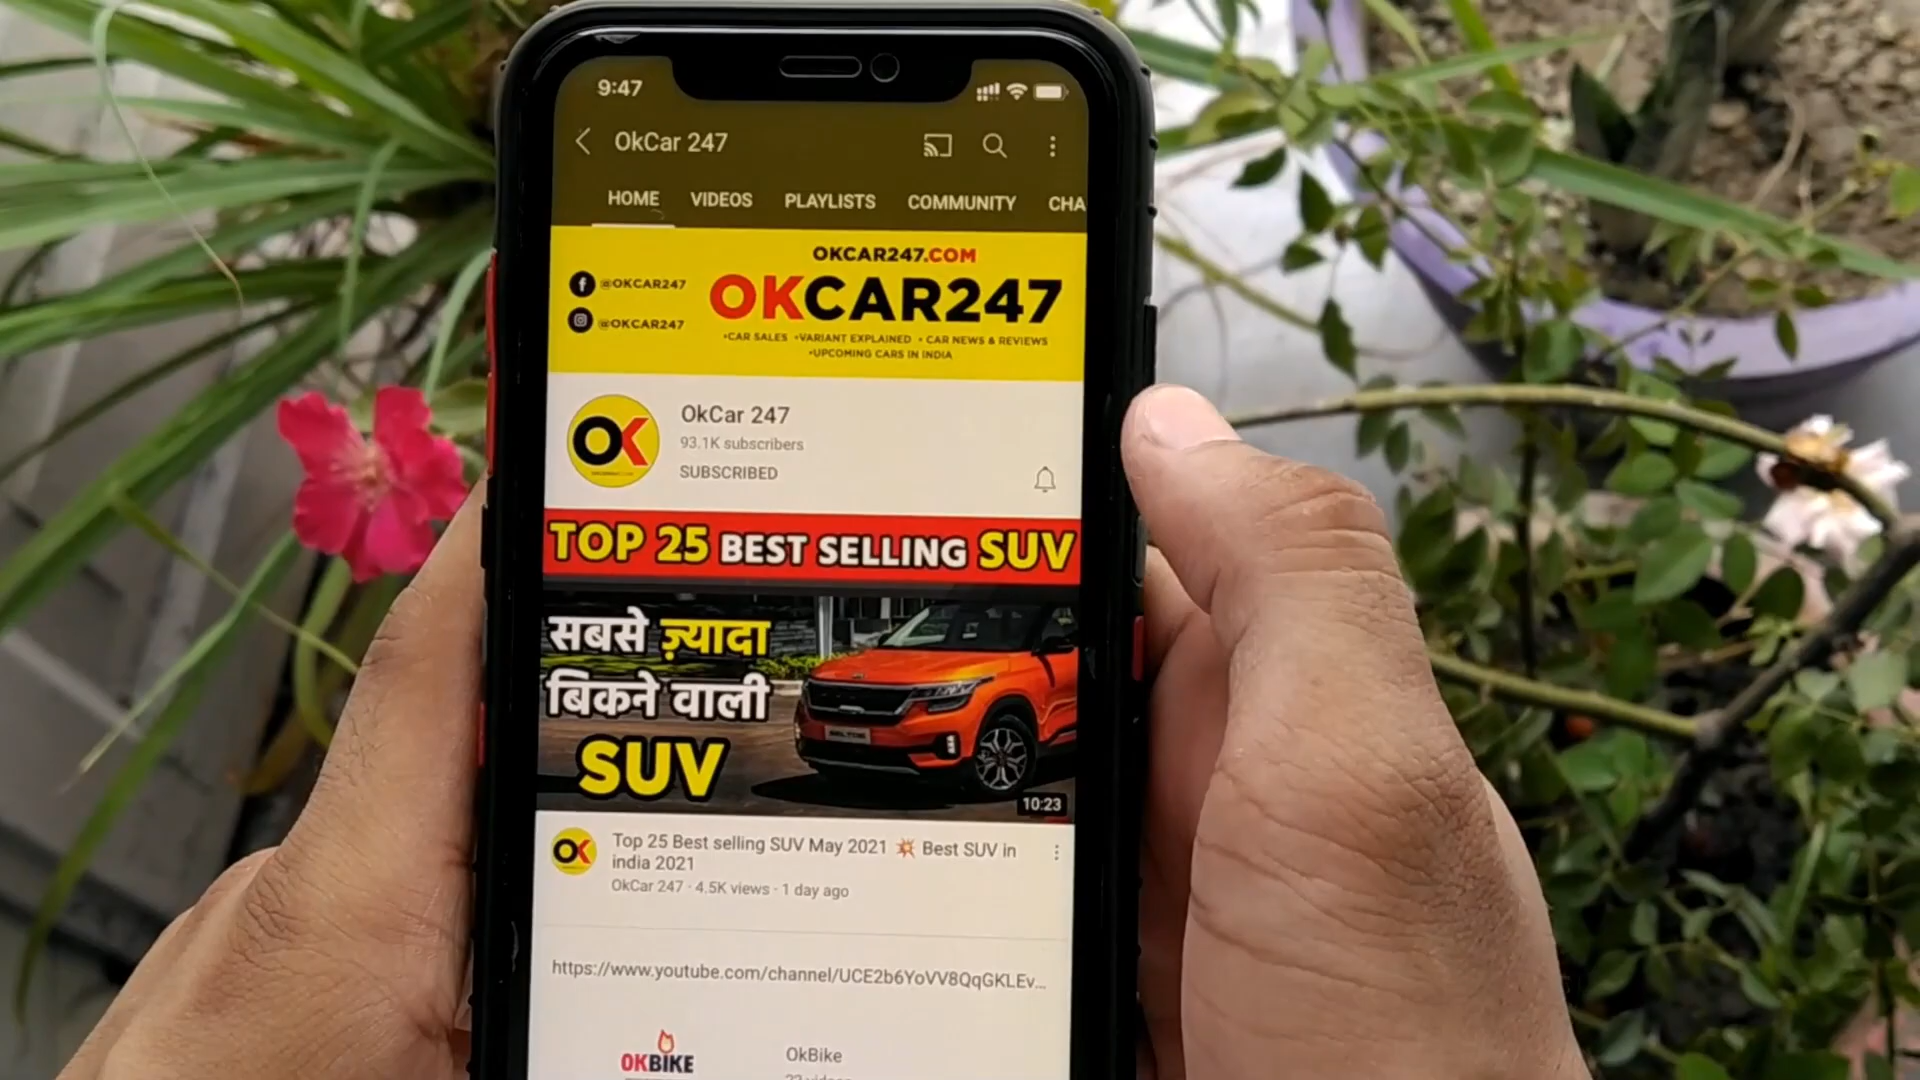 9:47
OkCar 247
HOME VIDEOS PLAYLISTS COMMUNITY CHA
OKCAR247.COM
@OKCAR247
OKCAR247
@OKCAR247
•CAR SALES •VARIANT EXPLAINED • CAR NEWS & REVIEWS
•UPCOMING CARS IN INDIA
OK
OkCar 247
93.1K subscribers
SUBSCRIBED
TOP 25 BEST SELLING SUV
सबसे ज़्यादा
बिकने वाली
SUV
SELTOS
10:23
OK
Top 25 Best selling SUV May 2021 💥 Best SUV in
india 2021
OkCar 247 · 4.5K views · 1 day ago
https://www.youtube.com/channel/UCE2b6YoVV8QqGKLEv...
OKBIKE
OkBike